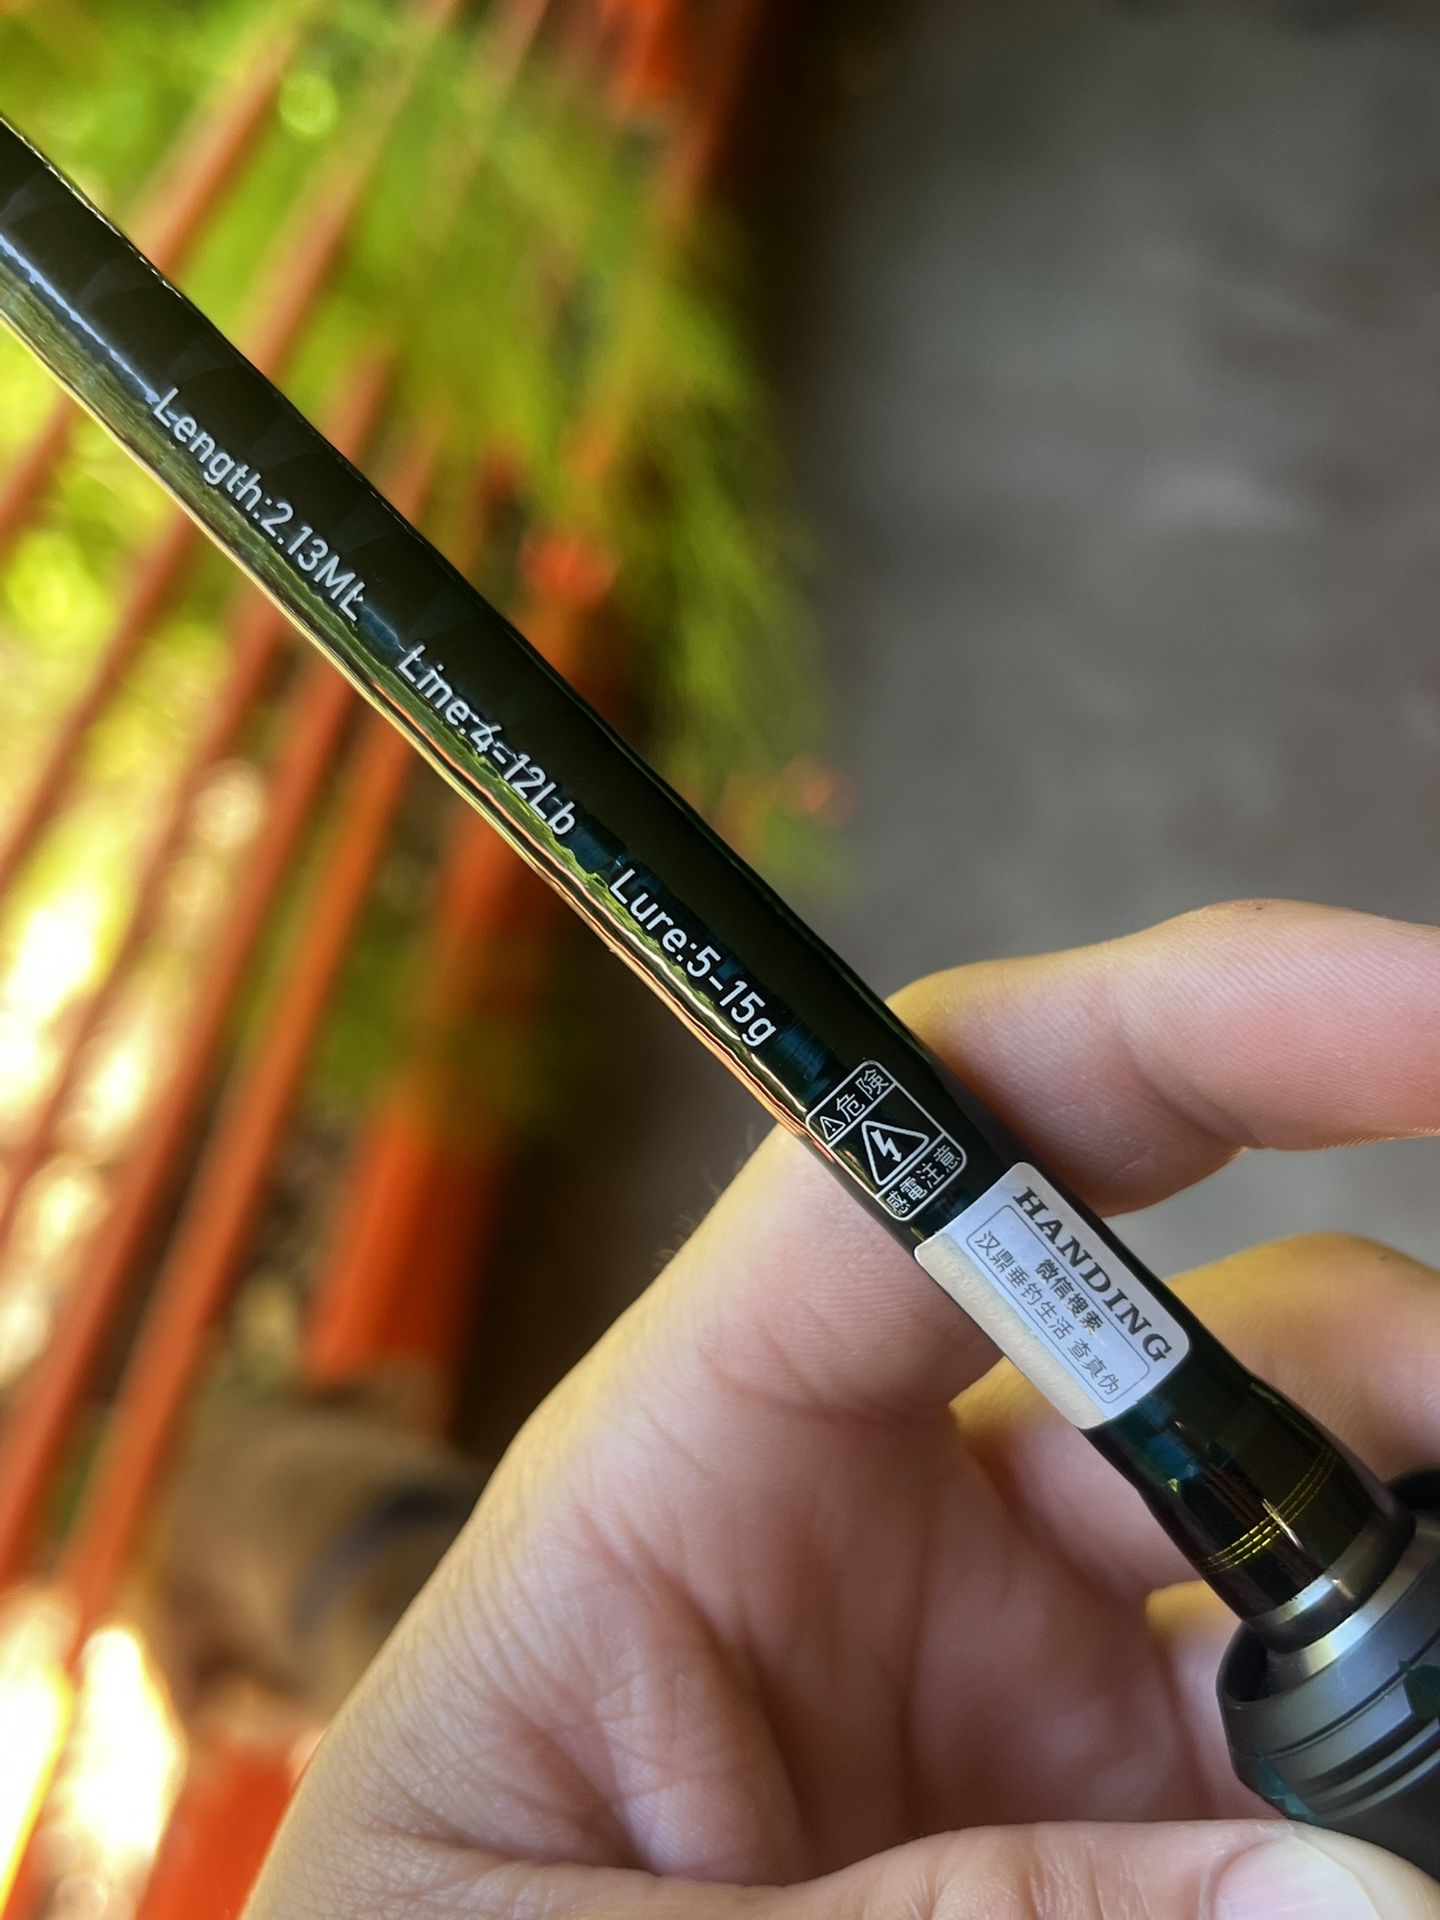 Length:2.13ML Line:4-12Lb Lure:5-15g
⚠危険
感電注意
HANDING
微信搜索
汉鼎垂钓生活 查真伪